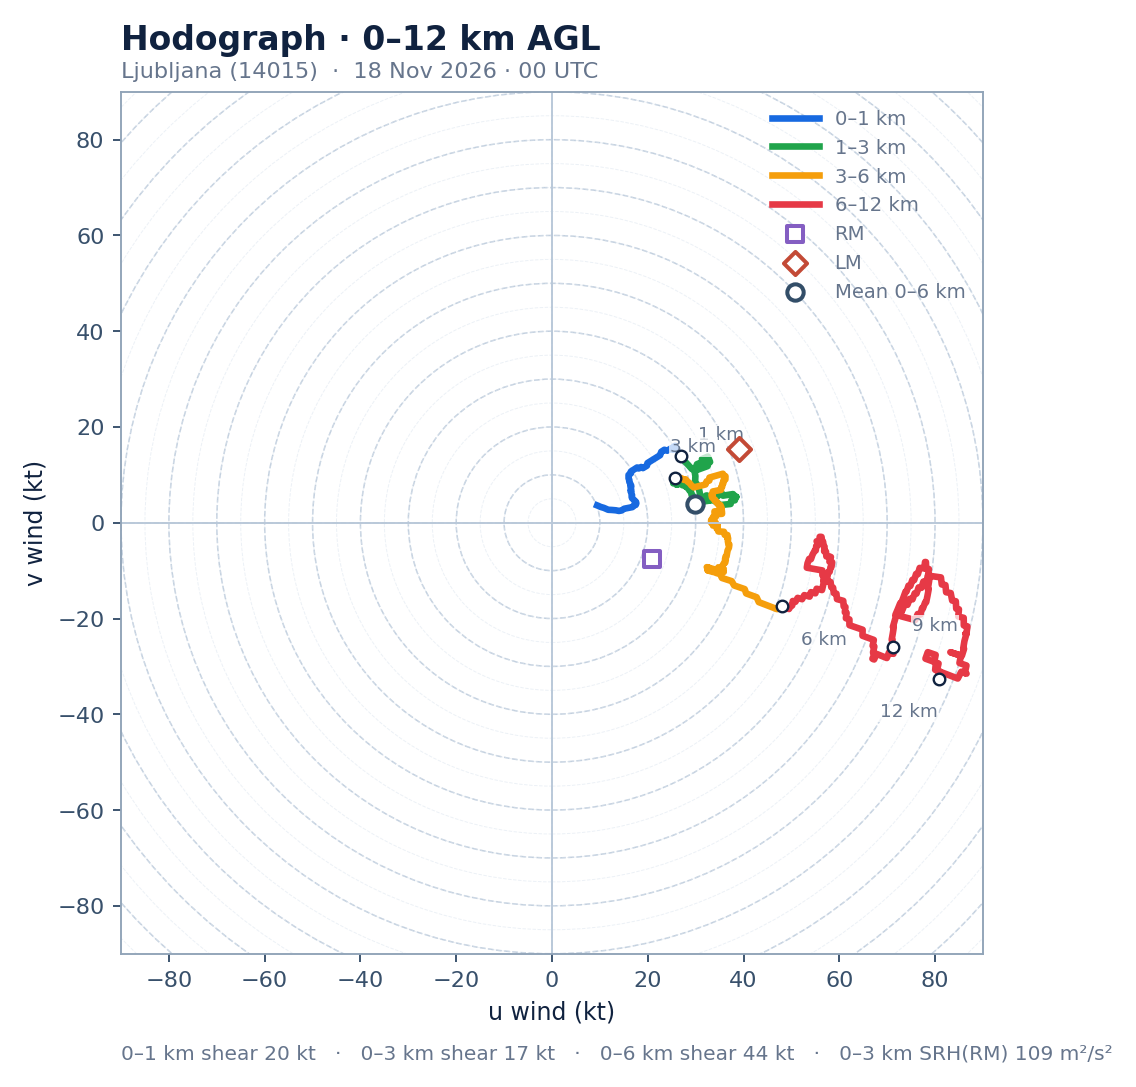 Hodograph · 0–12 km AGL
Ljubljana (14015) · 18 Nov 2026 · 00 UTC
0–1 km
1–3 km
3–6 km
6–12 km
RM
LM
Mean 0–6 km
80
60
40
20
0
−20
−40
−60
−80
v wind (kt)
1 km
3 km
6 km
9 km
12 km
−80
−60
−40
−20
0
20
40
60
80
u wind (kt)
0–1 km shear 20 kt · 0–3 km shear 17 kt · 0–6 km shear 44 kt · 0–3 km SRH(RM) 109 m²/s²